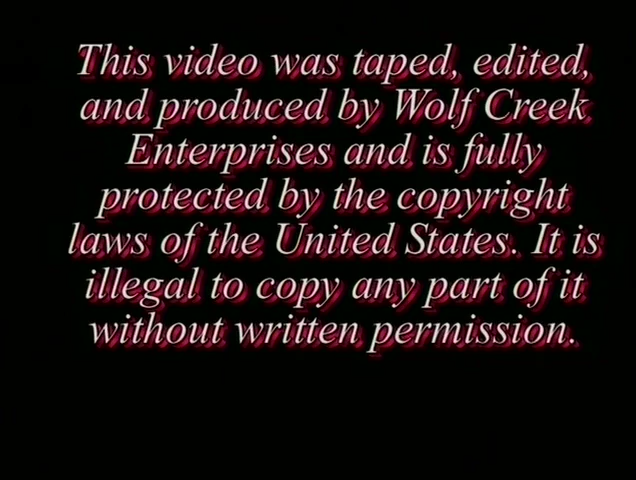 This video was taped, edited,
and produced by Wolf Creek
Enterprises and is fully
protected by the copyright
laws of the United States. It is
illegal to copy any part of it
without written permission.